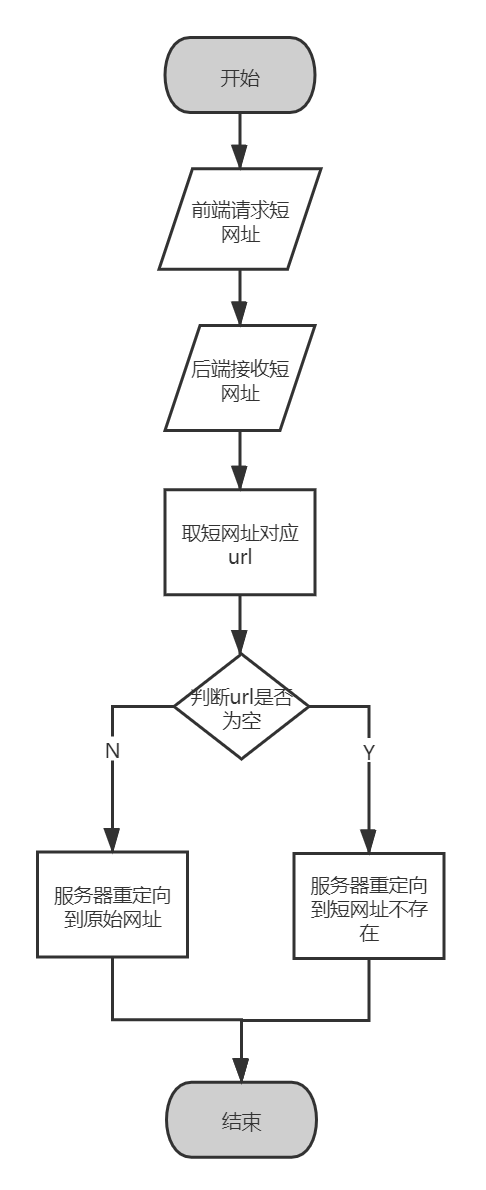 开始
前端请求短
网址
后端接收短
网址
取短网址对应
url
判断url是否
为空
N
Y
服务器重定向
到原始网址
服务器重定向
到短网址不存
在
结束